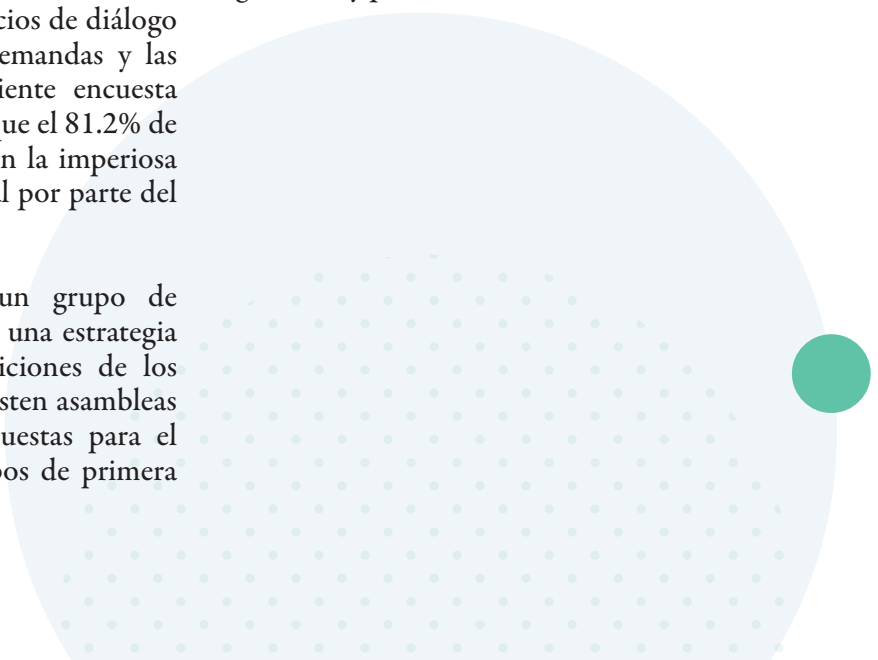 cios de diálogo
emandas y las
iente encuesta
ue el 81.2% de
n la imperiosa
l por parte del
un grupo de
una estrategia
iciones de los
sten asambleas
uestas para el
pos de primera